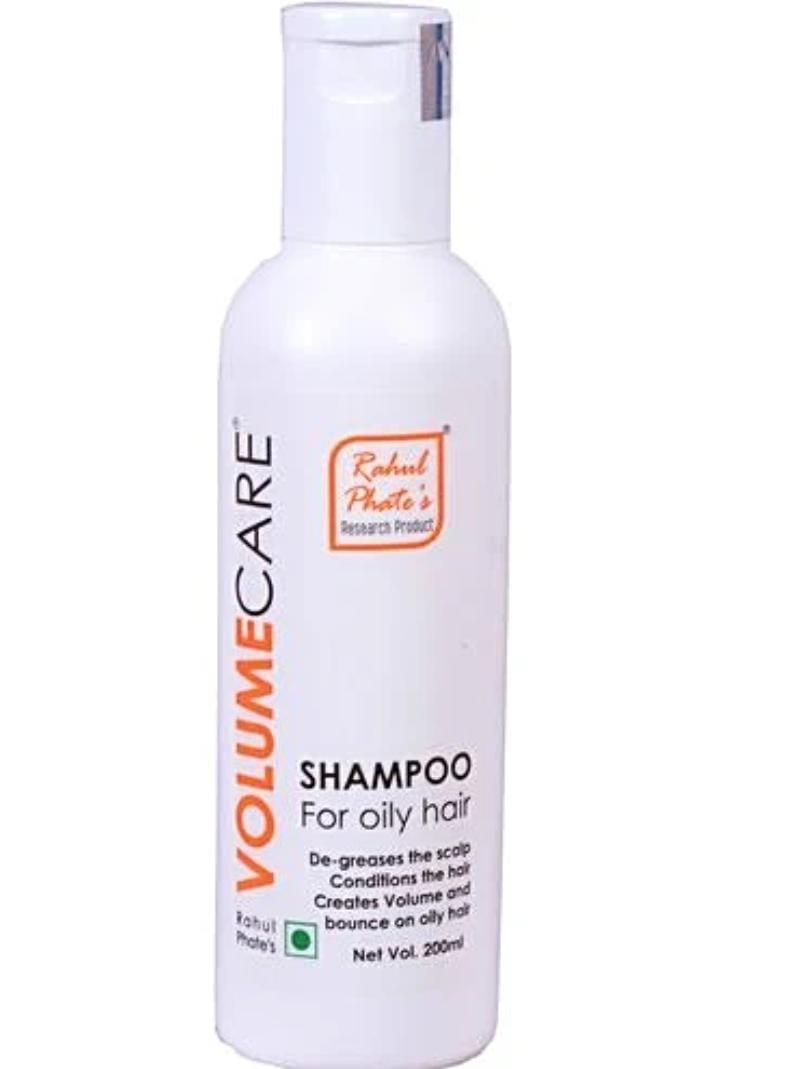 Rahul
Phate's
Research Product
®
VOLUMECARE®
SHAMPOO
For oily hair
De-greases the scalp
Conditions the hair
Creates Volume and
bounce on oily hair
Net Vol. 200ml
Rahul
Phate's